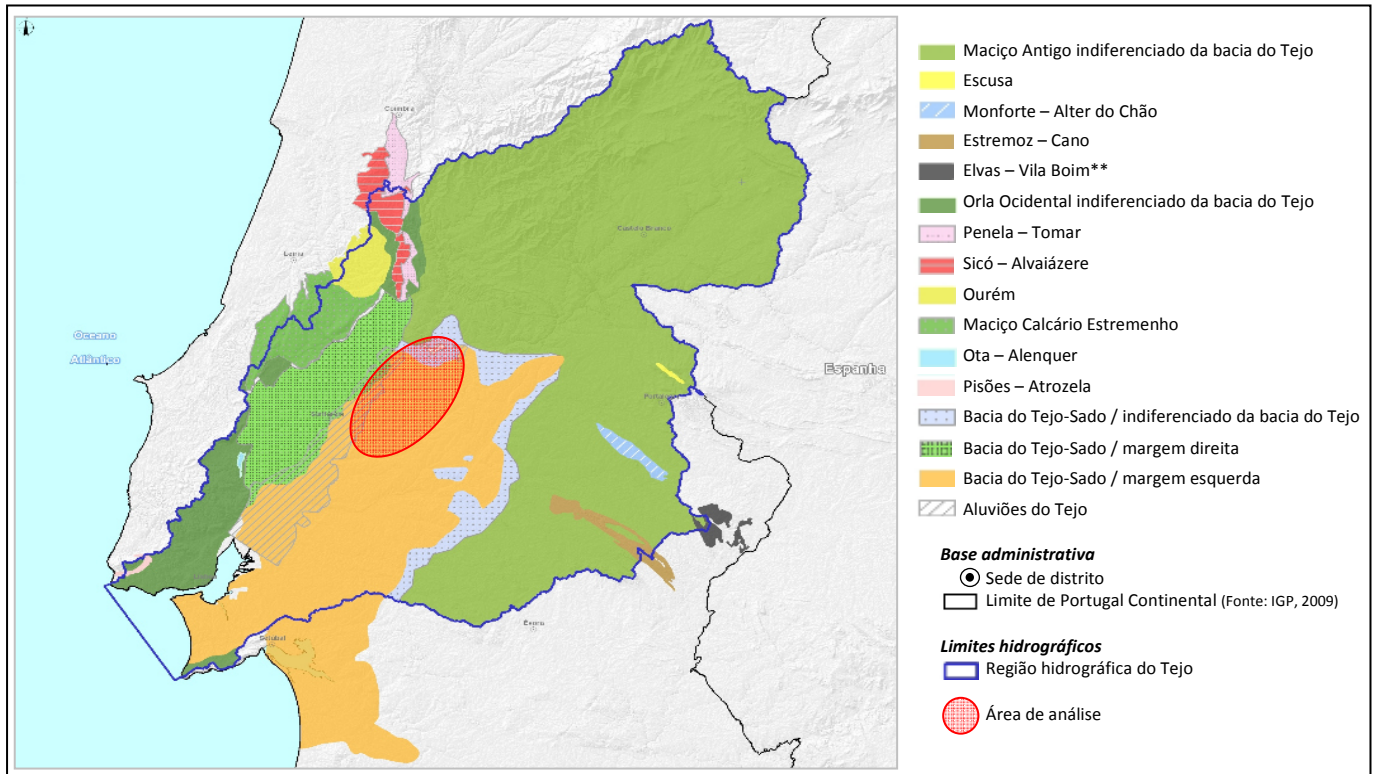 Coimbra
Castelo Branco
Leiria
Oceano
Atlântico
Espanha
Santarém
Évora
Setúbal
Maciço Antigo indiferenciado da bacia do Tejo
Escusa
Monforte – Alter do Chão
Estremoz – Cano
Elvas – Vila Boim**
Orla Ocidental indiferenciado da bacia do Tejo
Penela – Tomar
Sicó – Alvaiázere
Ourém
Maciço Calcário Estremenho
Ota – Alenquer
Pisões – Atrozela
Bacia do Tejo-Sado / indiferenciado da bacia do Tejo
Bacia do Tejo-Sado / margem direita
Bacia do Tejo-Sado / margem esquerda
Aluviões do Tejo
Base administrativa
Sede de distrito
Limite de Portugal Continental (Fonte: IGP, 2009)
Limites hidrográficos
Região hidrográfica do Tejo
Área de análise